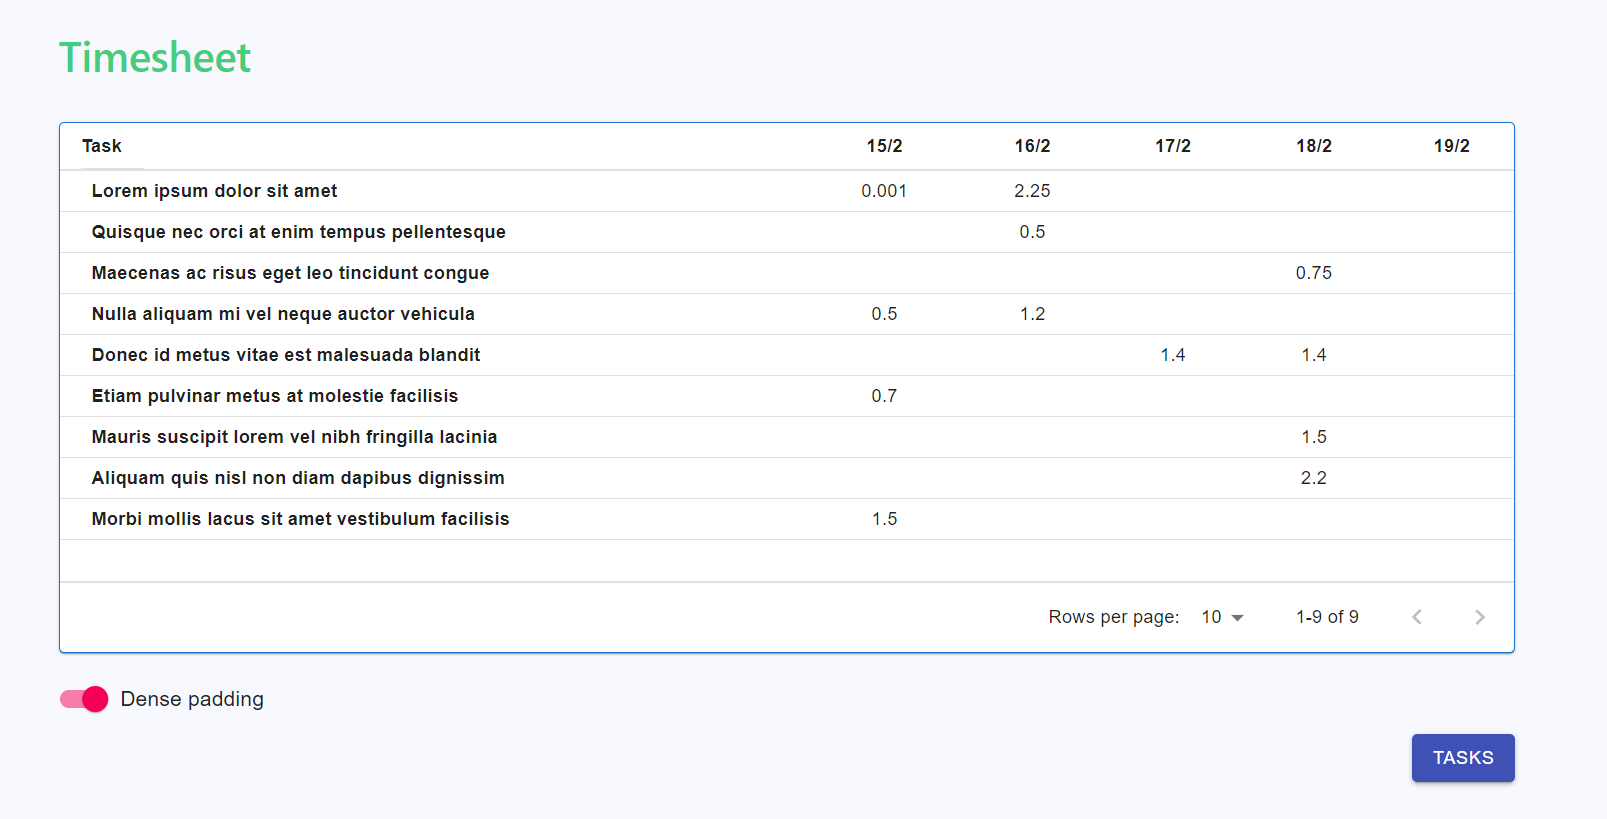 Timesheet
Task 15/2 16/2 17/2 18/2 19/2
Lorem ipsum dolor sit amet 0.001 2.25
Quisque nec orci at enim tempus pellentesque 0.5
Maecenas ac risus eget leo tincidunt congue 0.75
Nulla aliquam mi vel neque auctor vehicula 0.5 1.2
Donec id metus vitae est malesuada blandit 1.4 1.4
Etiam pulvinar metus at molestie facilisis 0.7
Mauris suscipit lorem vel nibh fringilla lacinia 1.5
Aliquam quis nisl non diam dapibus dignissim 2.2
Morbi mollis lacus sit amet vestibulum facilisis 1.5
Rows per page: 10 1-9 of 9
Dense padding
TASKS